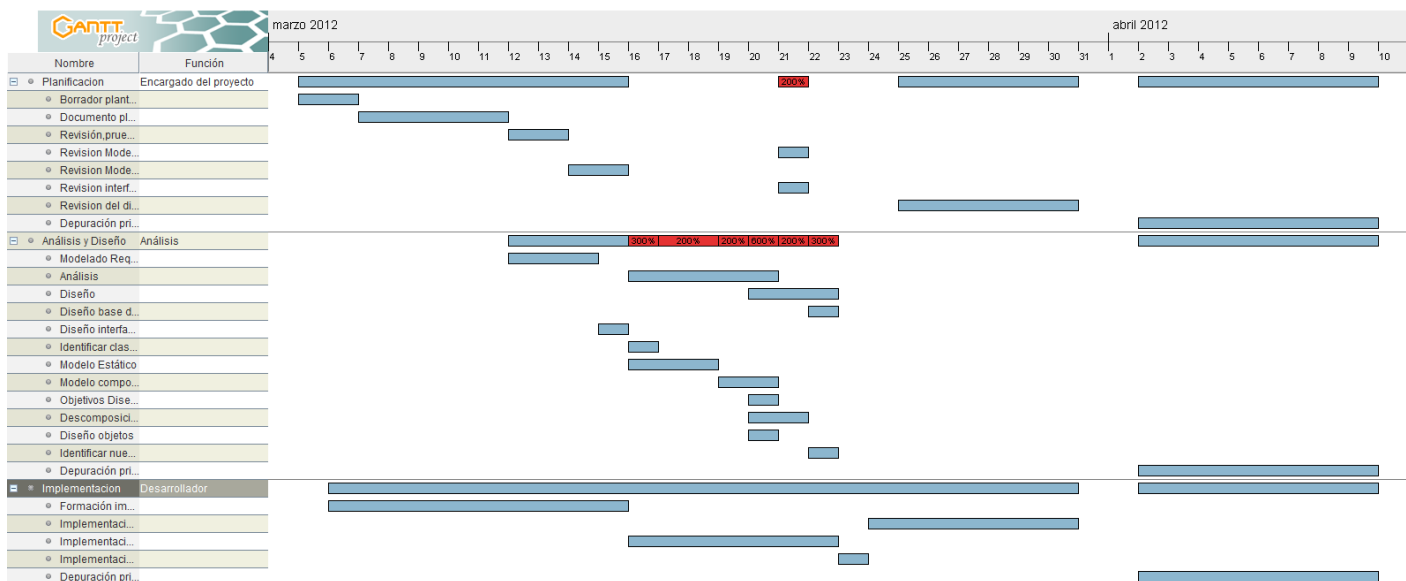 GANTT
project
marzo 2012 abril 2012
Nombre Función 4 5 6 7 8 9 10 11 12 13 14 15 16 17 18 19 20 21 22 23 24 25 26 27 28 29 30 31 1 2 3 4 5 6 7 8 9 10
Planificacion Encargado del proyecto 200%
Borrador plant...
Documento pl...
Revisión,prue...
Revision Mode...
Revision Mode...
Revision interf...
Revision del di...
Depuración pri...
Análisis y Diseño Análisis 300% 200% 200% 600% 200% 300%
Modelado Req...
Análisis
Diseño
Diseño base d...
Diseño interfa...
Identificar clas...
Modelo Estático
Modelo compo...
Objetivos Dise...
Descomposici...
Diseño objetos
Identificar nue...
Depuración pri...
Implementacion Desarrollador
Formación im...
Implementaci...
Implementaci...
Implementaci...
Depuración pri...